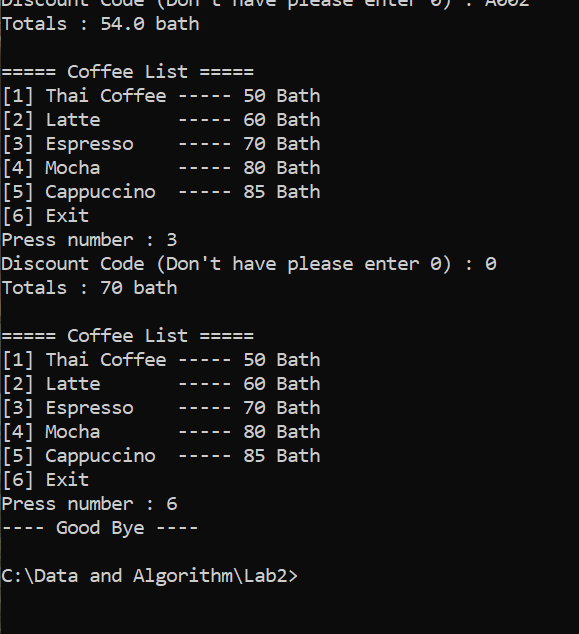 Discount Code (Don't have please enter 0) : A002
Totals : 54.0 bath

===== Coffee List =====
[1] Thai Coffee ----- 50 Bath
[2] Latte       ----- 60 Bath
[3] Espresso    ----- 70 Bath
[4] Mocha       ----- 80 Bath
[5] Cappuccino  ----- 85 Bath
[6] Exit
Press number : 3
Discount Code (Don't have please enter 0) : 0
Totals : 70 bath

===== Coffee List =====
[1] Thai Coffee ----- 50 Bath
[2] Latte       ----- 60 Bath
[3] Espresso    ----- 70 Bath
[4] Mocha       ----- 80 Bath
[5] Cappuccino  ----- 85 Bath
[6] Exit
Press number : 6
---- Good Bye ----

C:\Data and Algorithm\Lab2>